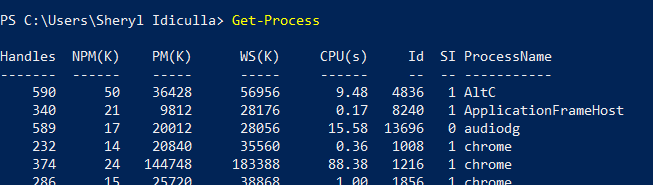 PS C:\Users\Sheryl Idiculla> Get-Process
Handles NPM(K) PM(K) WS(K) CPU(s) Id SI ProcessName
------- ------ ----- ----- ------ -- -- -----------
590 50 36428 56956 9.48 4836 1 AltC
340 21 9812 28176 0.17 8240 1 ApplicationFrameHost
589 17 20012 28056 15.58 13696 0 audiodg
232 14 20840 35560 0.36 1008 1 chrome
374 24 144748 183388 88.38 1216 1 chrome
286 15 25720 38868 1.00 1856 1 chrome